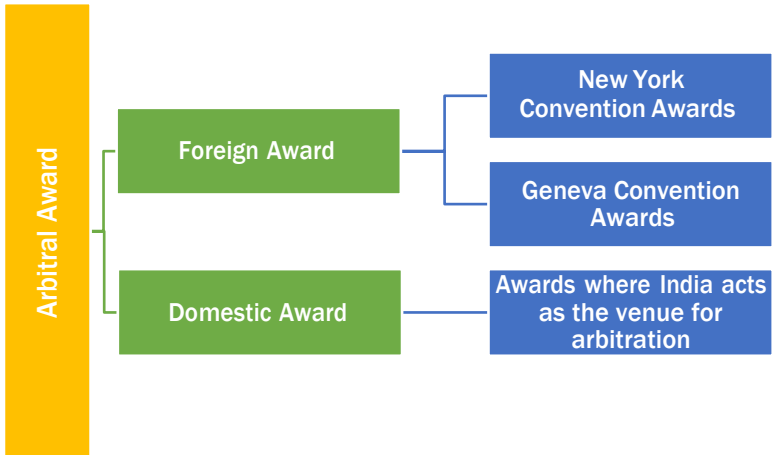 Arbitral Award
Foreign Award
New York
Convention Awards
Geneva Convention
Awards
Domestic Award
Awards where India acts
as the venue for
arbitration